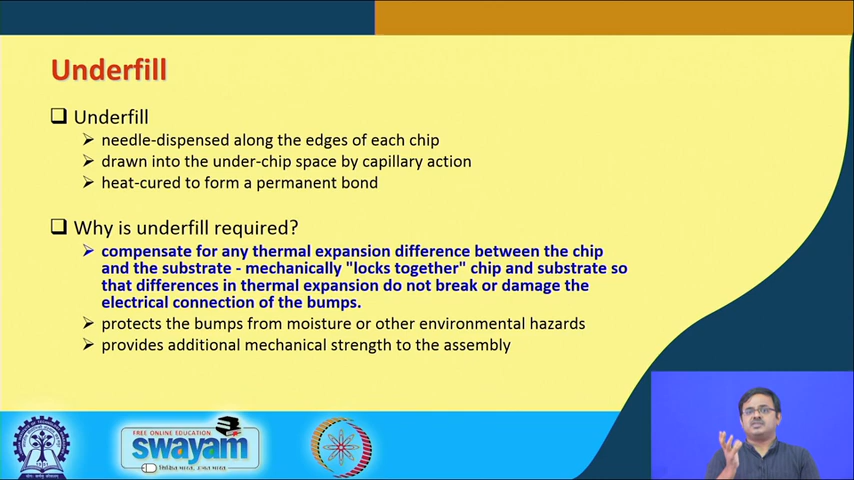 Underfill
Underfill
needle-dispensed along the edges of each chip
drawn into the under-chip space by capillary action
heat-cured to form a permanent bond
Why is underfill required?
compensate for any thermal expansion difference between the chip
and the substrate - mechanically "locks together" chip and substrate so
that differences in thermal expansion do not break or damage the
electrical connection of the bumps.
protects the bumps from moisture or other environmental hazards
provides additional mechanical strength to the assembly
FREE ONLINE EDUCATION
swayam